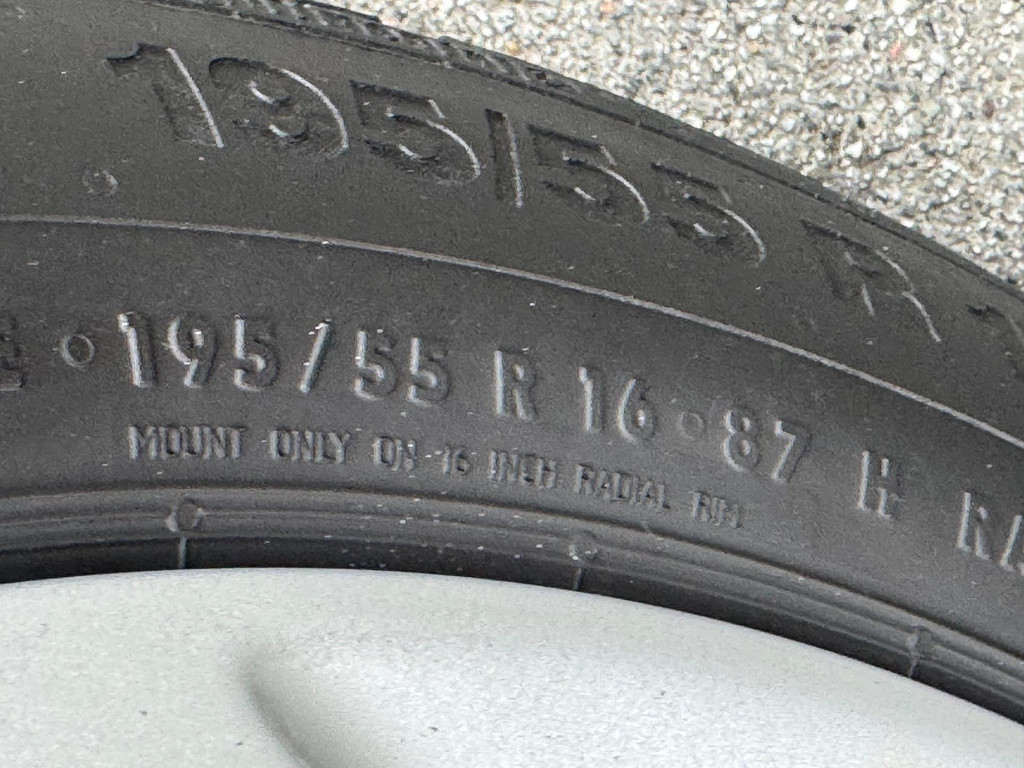 195/55 R
195/55 R 16 87 H
MOUNT ONLY ON 16 INCH RADIAL RIM